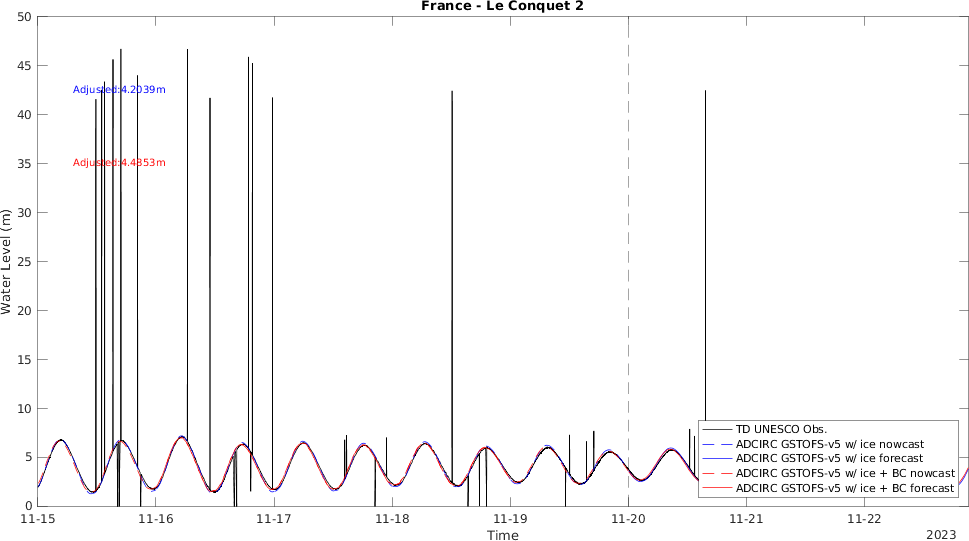 France - Le Conquet 2
Water Level (m)
50
45
40
35
30
25
20
15
10
5
0
Adjusted:4.2039m
Adjusted:4.4353m
TD UNESCO Obs.
ADCIRC GSTOFS-v5 w/ ice nowcast
ADCIRC GSTOFS-v5 w/ ice forecast
ADCIRC GSTOFS-v5 w/ ice + BC nowcast
ADCIRC GSTOFS-v5 w/ ice + BC forecast
11-15 11-16 11-17 11-18 11-19 11-20 11-21 11-22
Time
2023